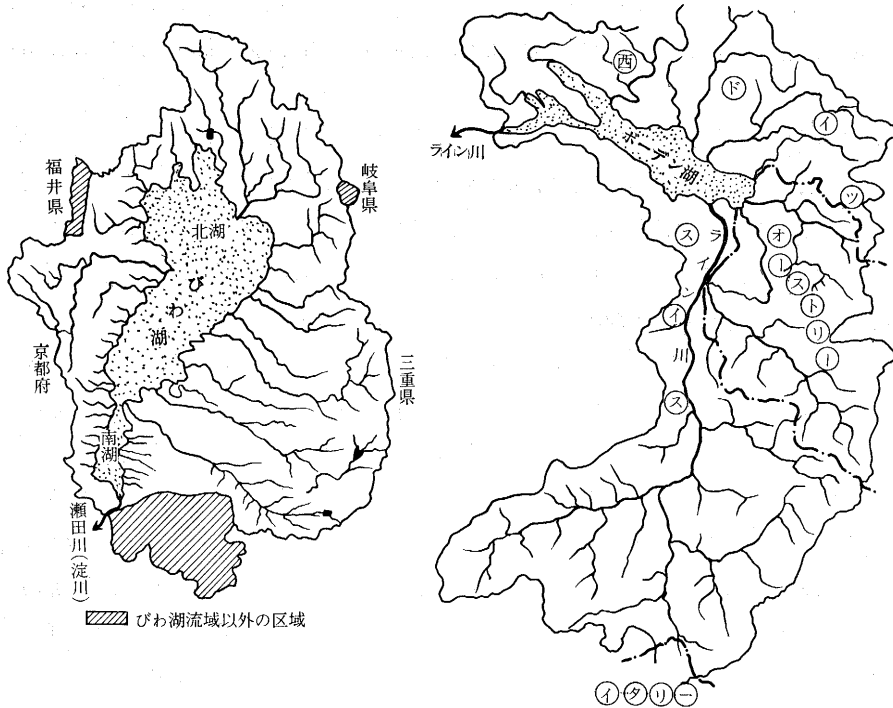 福井県
岐阜県
北湖
びわ湖
京都府
三重県
南湖
瀬田川(淀川)
びわ湖流域以外の区域
西ドイツ
ボーデン湖
ライン川
オーストリー
ライン川
スイス
イタリー